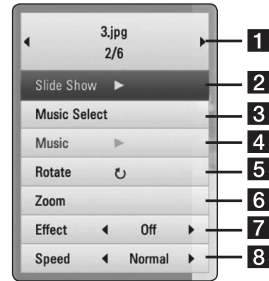 3.jpg
2/6
1
Slide Show
2
Music Select
3
Music
4
Rotate
5
Zoom
6
Effect Off
7
Speed Normal
8